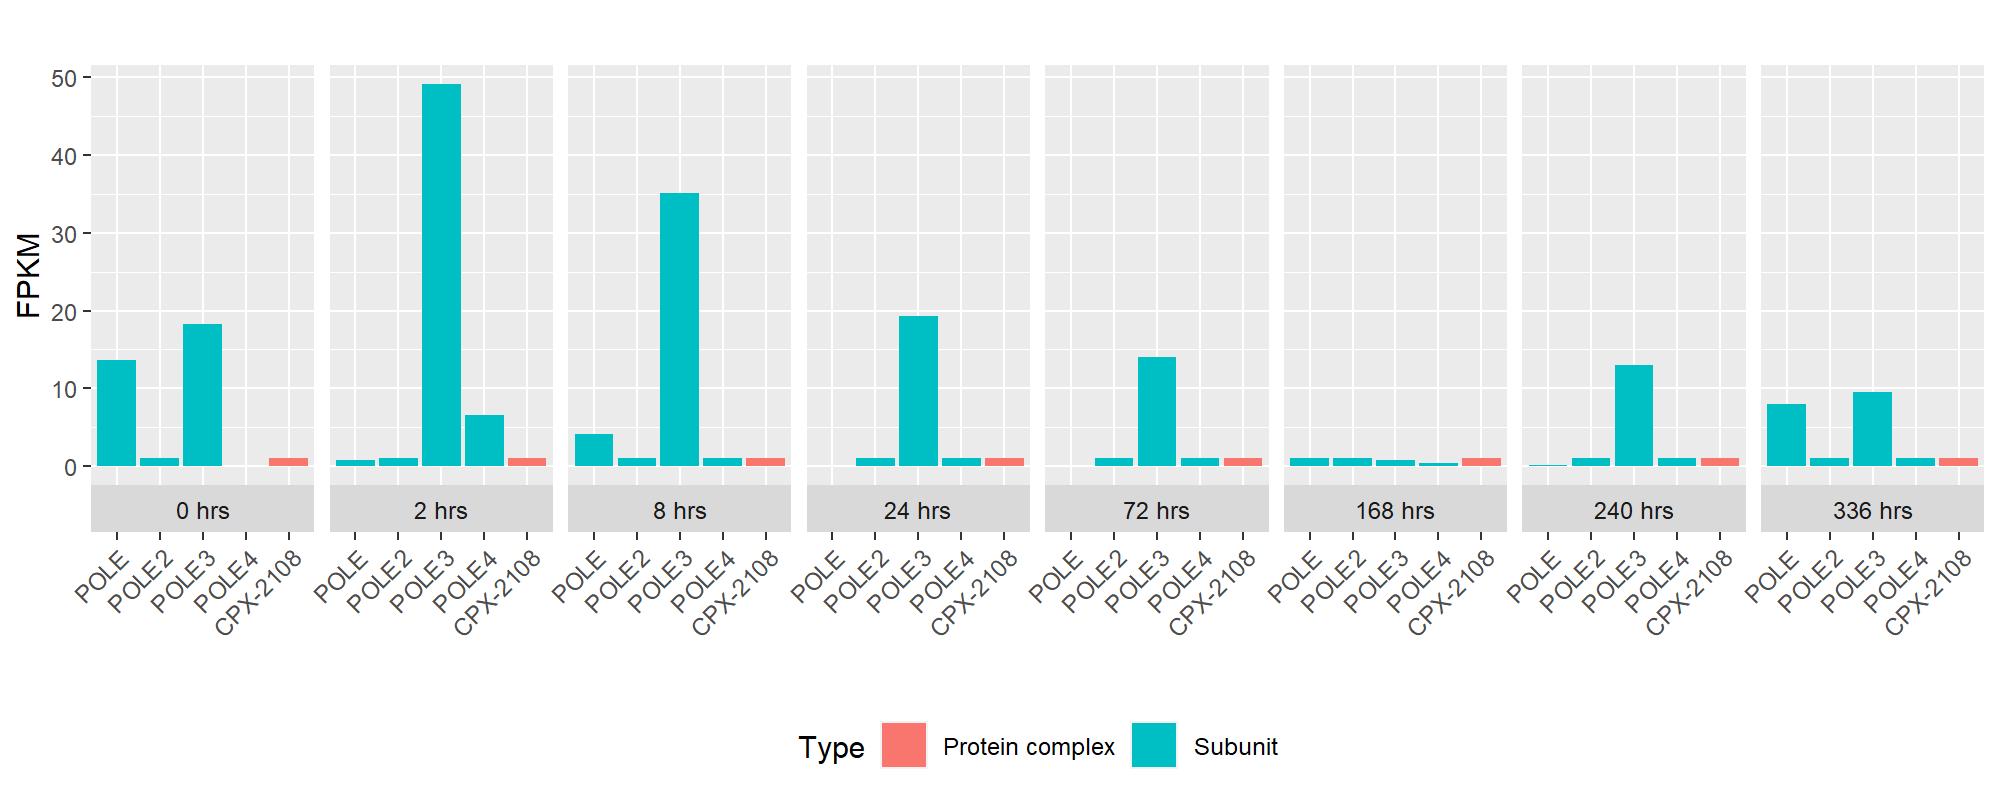 FPKM
50
40
30
20
10
0
0 hrs 2 hrs 8 hrs 24 hrs 72 hrs 168 hrs 240 hrs 336 hrs
POLE POLE2 POLE3 POLE4 CPX-2108 POLE POLE2 POLE3 POLE4 CPX-2108 POLE POLE2 POLE3 POLE4 CPX-2108 POLE POLE2 POLE3 POLE4 CPX-2108 POLE POLE2 POLE3 POLE4 CPX-2108 POLE POLE2 POLE3 POLE4 CPX-2108 POLE POLE2 POLE3 POLE4 CPX-2108 POLE POLE2 POLE3 POLE4 CPX-2108
Type Protein complex Subunit